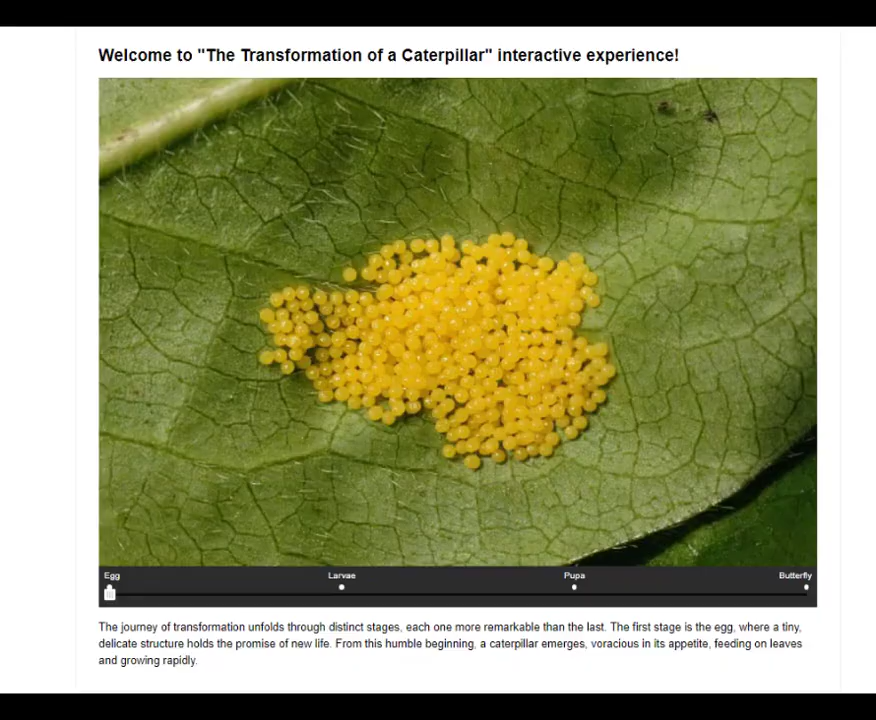 Welcome to "The Transformation of a Caterpillar" interactive experience!
Egg Larvae Pupa Butterfly
The journey of transformation unfolds through distinct stages, each one more remarkable than the last. The first stage is the egg, where a tiny,
delicate structure holds the promise of new life. From this humble beginning, a caterpillar emerges, voracious in its appetite, feeding on leaves
and growing rapidly.